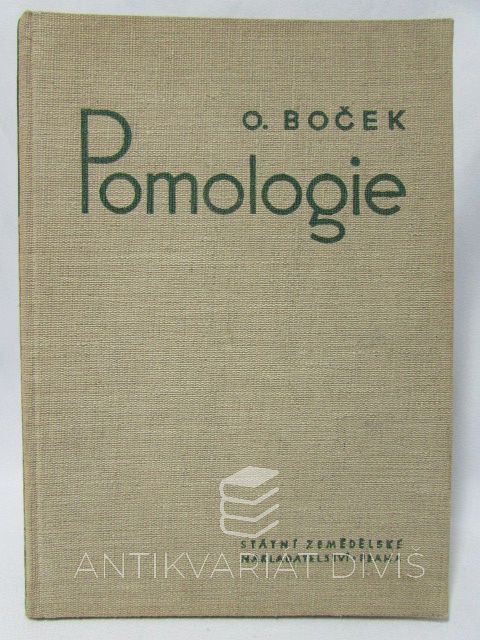 O. BOČEK
Pomologie
STÁTNÍ ZEMĚDĚLSKÉ
NAKLADATELSTVÍ · PRAHA
ANTIKVARIÁT DIVIŠ